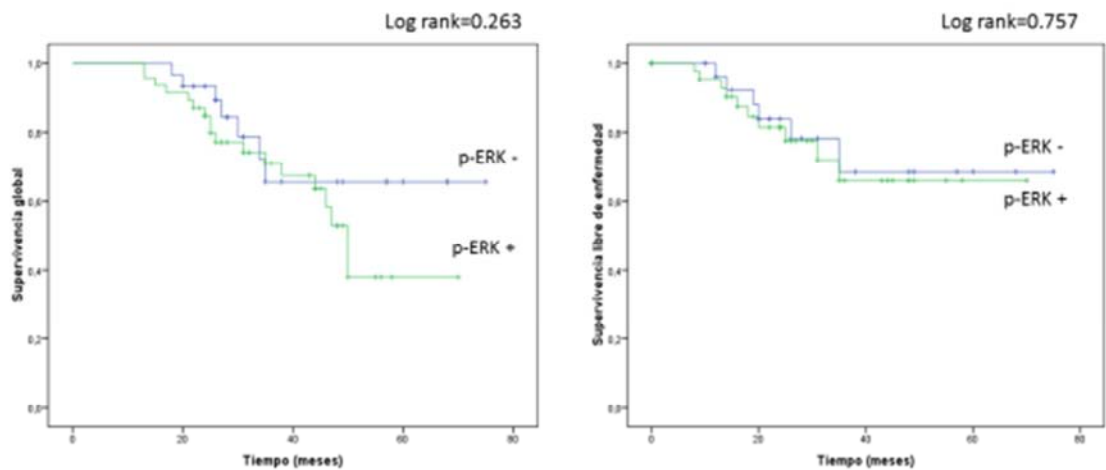 Log rank=0.263
Supervivencia global
1,0
0,8
0,6
0,4
0,2
0,0
p-ERK -
p-ERK +
0
20
40
60
80
Tiempo (meses)
Log rank=0.757
Supervivencia libre de enfermedad
1,0
0,8
0,6
0,4
0,2
0,0
p-ERK -
p-ERK +
0
20
40
60
80
Tiempo (meses)